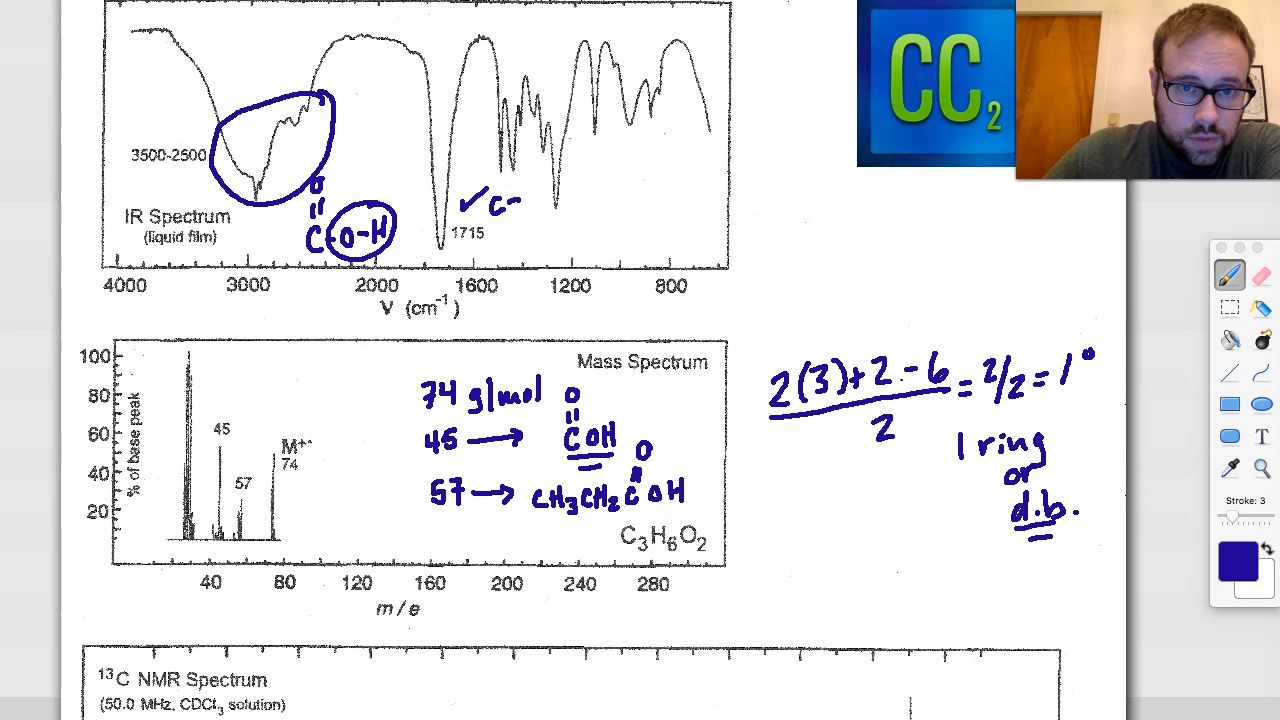 CC2
3500-2500
IR Spectrum
(liquid film)
O
C O-H
✓ C-
1715
4000 3000 2000 1600 1200 800
V (cm⁻¹)
Mass Spectrum
100
80
60
40
20
% of base peak
45
57
M+·
74
74 g/mol
O
45 → C OH
O
57 → CH3CH2 C OH
C3H6O2
40 80 120 160 200 240 280
m / e
2(3)+2-6 = 2/2 = 1°
2
1 ring
or
d.b.
¹³C NMR Spectrum
(50.0 MHz, CDCl3 solution)
T
Stroke: 3